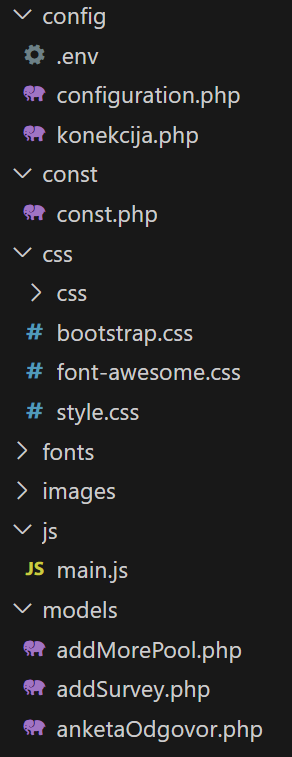 config
.env
configuration.php
konekcija.php
const
const.php
css
css
# bootstrap.css
# font-awesome.css
# style.css
fonts
images
js
JS main.js
models
addMorePool.php
addSurvey.php
anketaOdgovor.php